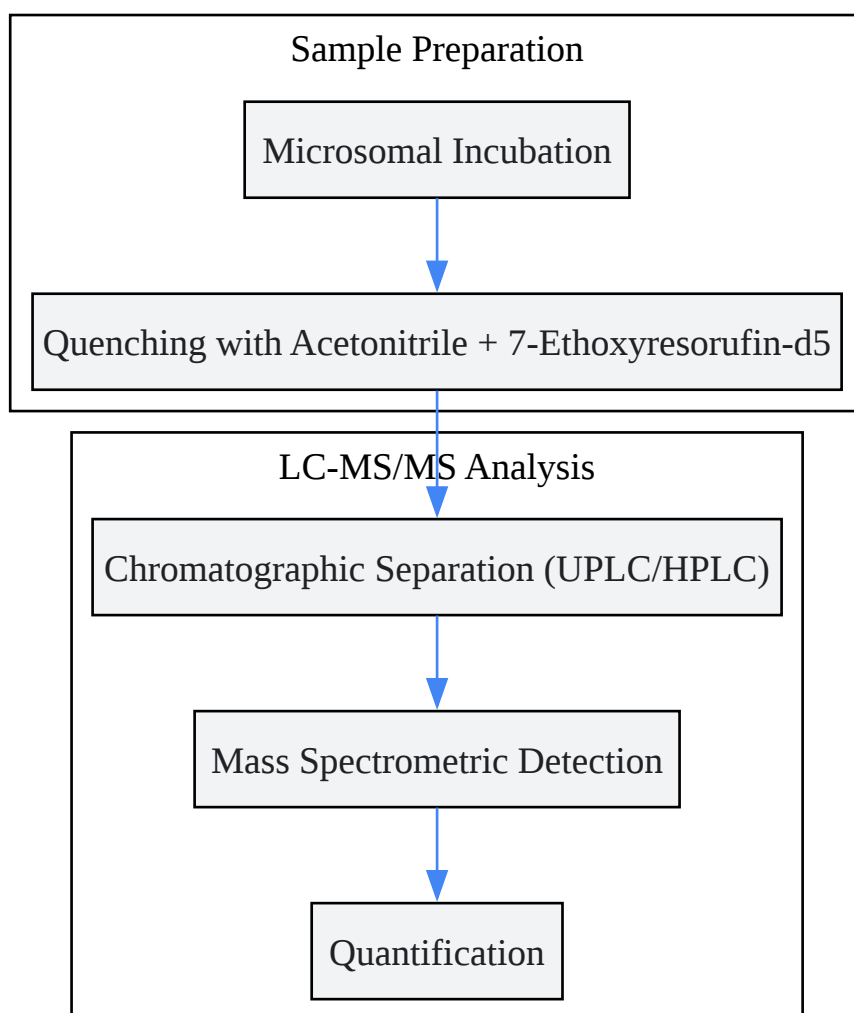 Sample Preparation
Microsomal Incubation
Quenching with Acetonitrile + 7-Ethoxyresorufin-d5
LC-MS/MS Analysis
Chromatographic Separation (UPLC/HPLC)
Mass Spectrometric Detection
Quantification